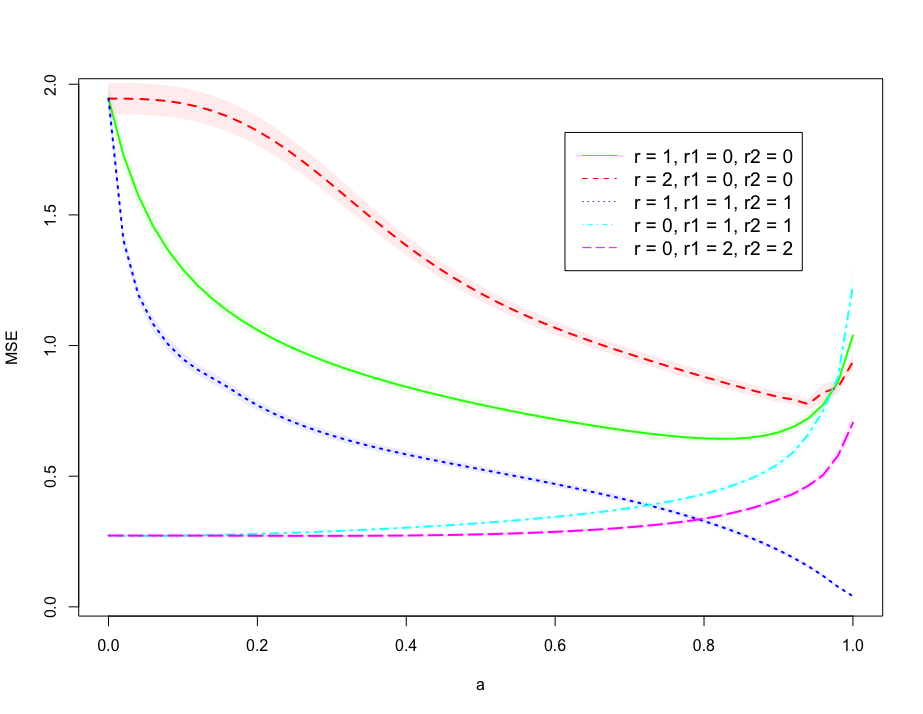 2.0
1.5
1.0
0.5
0.0
MSE
r = 1, r1 = 0, r2 = 0
r = 2, r1 = 0, r2 = 0
r = 1, r1 = 1, r2 = 1
r = 0, r1 = 1, r2 = 1
r = 0, r1 = 2, r2 = 2
0.0 0.2 0.4 0.6 0.8 1.0
a